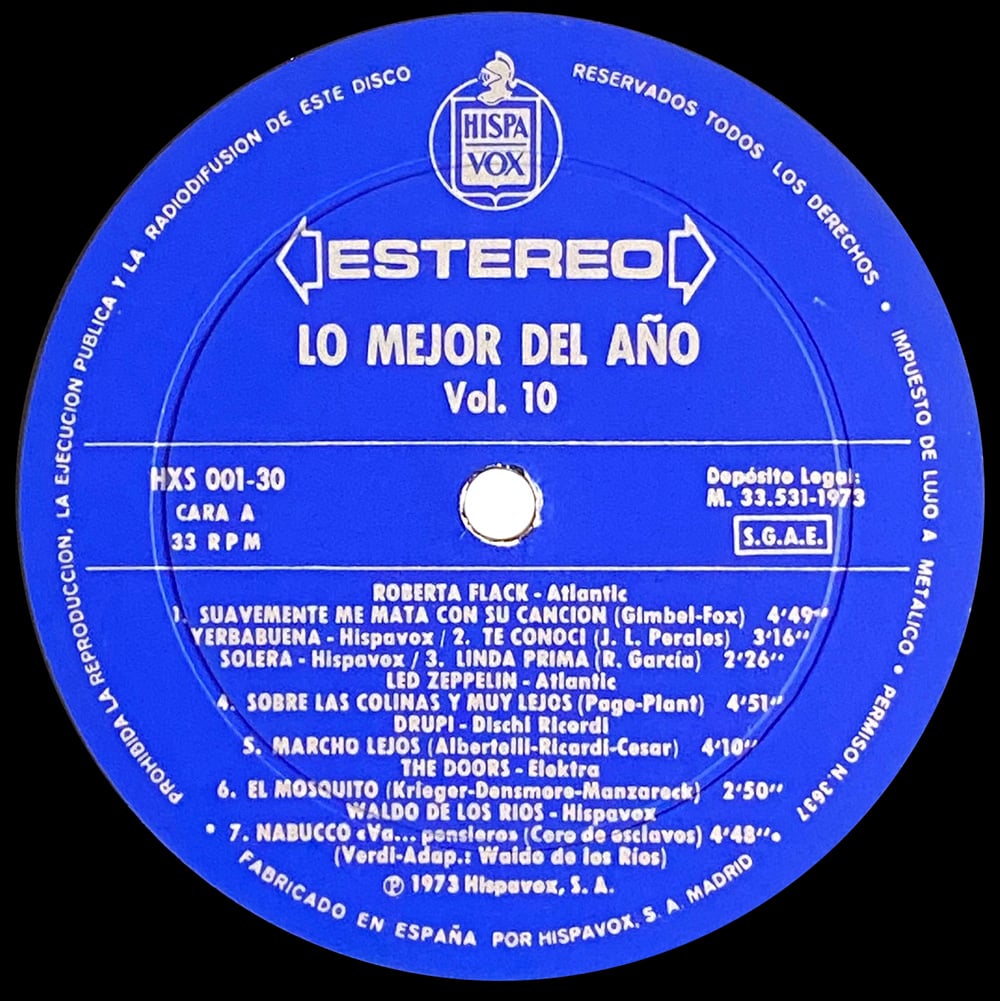 PROHIBIDA LA REPRODUCCION, LA EJECUCION PUBLICA Y LA RADIODIFUSION DE ESTE DISCO
RESERVADOS TODOS LOS DERECHOS • IMPUESTO DE LUJO A METALICO • PERMISO N.3637
HISPA
VOX
ESTEREO
LO MEJOR DEL AÑO
Vol. 10
HXS 001-30
CARA A
33 RPM
Depósito Legal:
M. 33.531-1973
S.G.A.E.
ROBERTA FLACK - Atlantic
1. SUAVEMENTE ME MATA CON SU CANCION (Gimbel-Fox) 4‘49‘‘
YERBABUENA - Hispavox / 2. TE CONOCI (J. L. Perales) 3‘16‘‘
SOLERA - Hispavox / 3. LINDA PRIMA (R. García) 2‘26‘‘
LED ZEPPELIN - Atlantic
4. SOBRE LAS COLINAS Y MUY LEJOS (Page-Plant) 4‘51‘‘
DRUPI - Dischi Ricordi
5. MARCHO LEJOS (Albertelli-Ricardi-Cesar) 4‘10‘‘
THE DOORS - Elektra
6. EL MOSQUITO (Krieger-Densmore-Manzareck) 2‘50‘‘
WALDO DE LOS RIOS - Hispavox
• 7. NABUCCO «Va... pensiero» (Coro de esclavos) 4‘48‘‘•
(Verdi-Adap.: Waldo de los Ríos)
Ⓟ 1973 Hispavox, S. A.
FABRICADO EN ESPAÑA POR HISPAVOX, S. A. MADRID